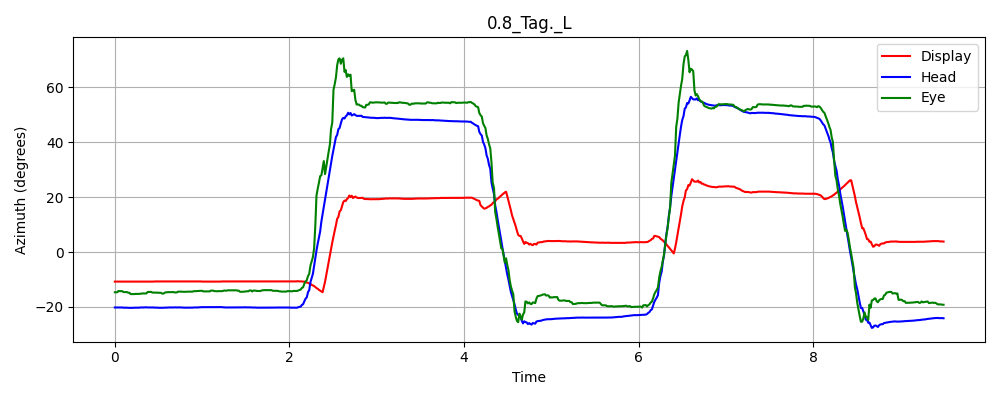 0.8_Tag._L
Display
Head
Eye
Azimuth (degrees)
60
40
20
0
−20
0 2 4 6 8
Time